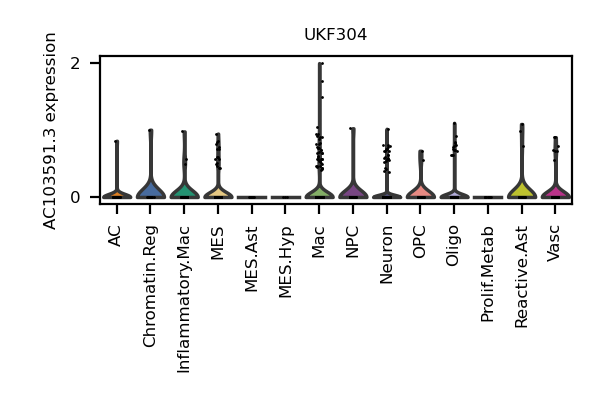 UKF304
AC103591.3 expression
2
0
AC
Chromatin.Reg
Inflammatory.Mac
MES
MES.Ast
MES.Hyp
Mac
NPC
Neuron
OPC
Oligo
Prolif.Metab
Reactive.Ast
Vasc